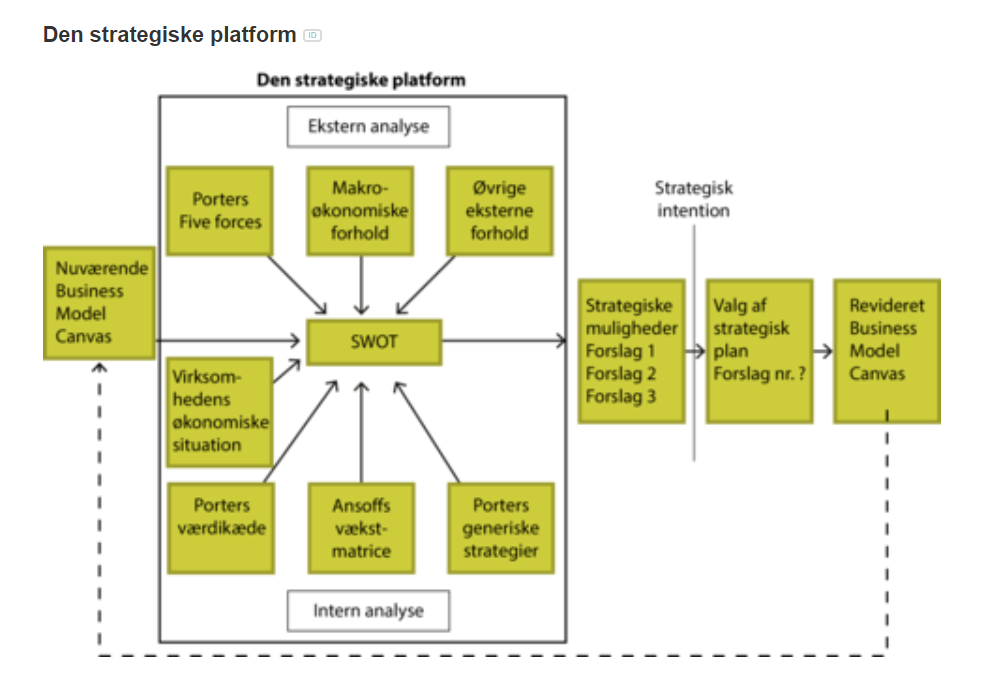 Den strategiske platform ID
Den strategiske platform
Ekstern analyse
Porters
Five forces
Makro-
økonomiske
forhold
Øvrige
eksterne
forhold
Strategisk
intention
Nuværende
Business
Model
Canvas
SWOT
Strategiske
muligheder
Forslag 1
Forslag 2
Forslag 3
Valg af
strategisk
plan
Forslag nr. ?
Revideret
Business
Model
Canvas
Virksom-
hedens
økonomiske
situation
Porters
værdikæde
Ansoffs
vækst-
matrice
Porters
generiske
strategier
Intern analyse